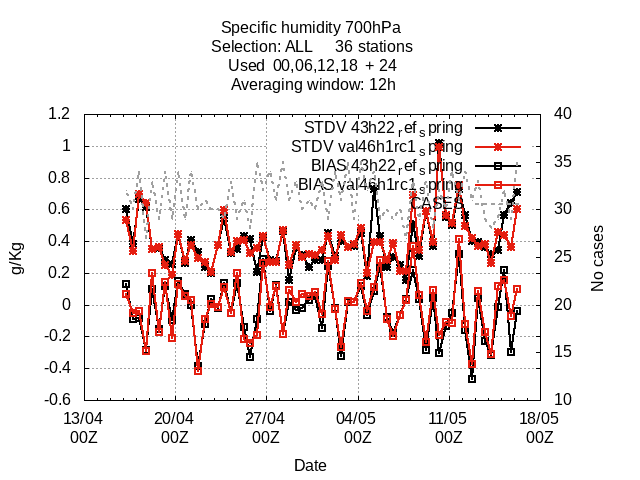 Specific humidity 700hPa
Selection: ALL 36 stations
Used 00,06,12,18 + 24
Averaging window: 12h
STDV 43h22_ref_spring
STDV val46h1rc1_spring
BIAS 43h22_ref_spring
BIAS val46h1rc1_spring
CASES
1.2
1
0.8
0.6
0.4
0.2
0
-0.2
-0.4
-0.6
g/Kg
40
35
30
25
20
15
10
No cases
13/04 20/04 27/04 04/05 11/05 18/05
00Z 00Z 00Z 00Z 00Z 00Z
Date